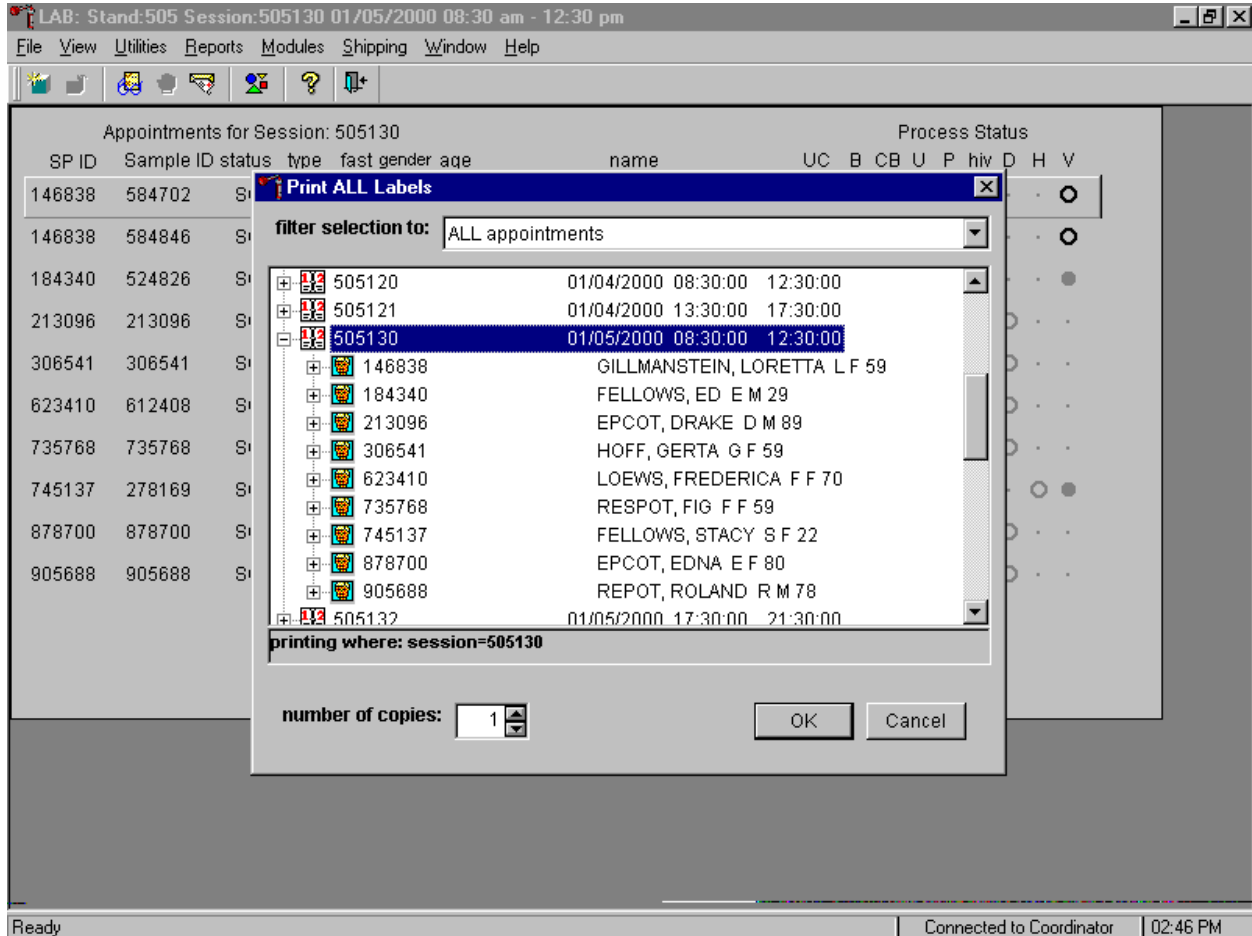 LAB: Stand:505 Session:505130 01/05/2000 08:30 am - 12:30 pm
File View Utilities Reports Modules Shipping Window Help
Appointments for Session: 505130 Process Status
SP ID Sample ID status type fast gender age name UC B CB U P hiv D H V
Print ALL Labels
filter selection to: ALL appointments
146838 584702
146838 584846
184340 524826
213096 213096
306541 306541
623410 612408
735768 735768
745137 278169
878700 878700
905688 905688
505120 01/04/2000 08:30:00 12:30:00
505121 01/04/2000 13:30:00 17:30:00
505130 01/05/2000 08:30:00 12:30:00
146838 GILLMANSTEIN, LORETTA L F 59
184340 FELLOWS, ED E M 29
213096 EPCOT, DRAKE D M 89
306541 HOFF, GERTA G F 59
623410 LOEWS, FREDERICA F F 70
735768 RESPOT, FIG F F 59
745137 FELLOWS, STACY S F 22
878700 EPCOT, EDNA E F 80
905688 REPOT, ROLAND R M 78
505132 01/05/2000 17:30:00 21:30:00
printing where: session=505130
number of copies: 1 OK Cancel
Ready Connected to Coordinator 02:46 PM